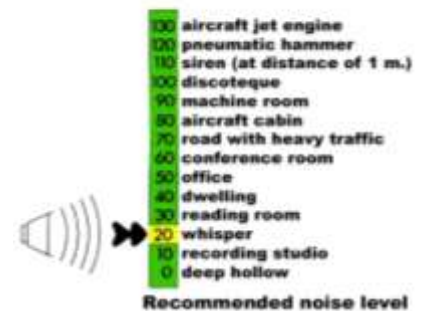 130 aircraft jet engine
120 pneumatic hammer
110 siren (at distance of 1 m.)
100 discoteque
90 machine room
80 aircraft cabin
70 road with heavy traffic
60 conference room
50 office
40 dwelling
30 reading room
20 whisper
10 recording studio
0 deep hollow
Recommended noise level